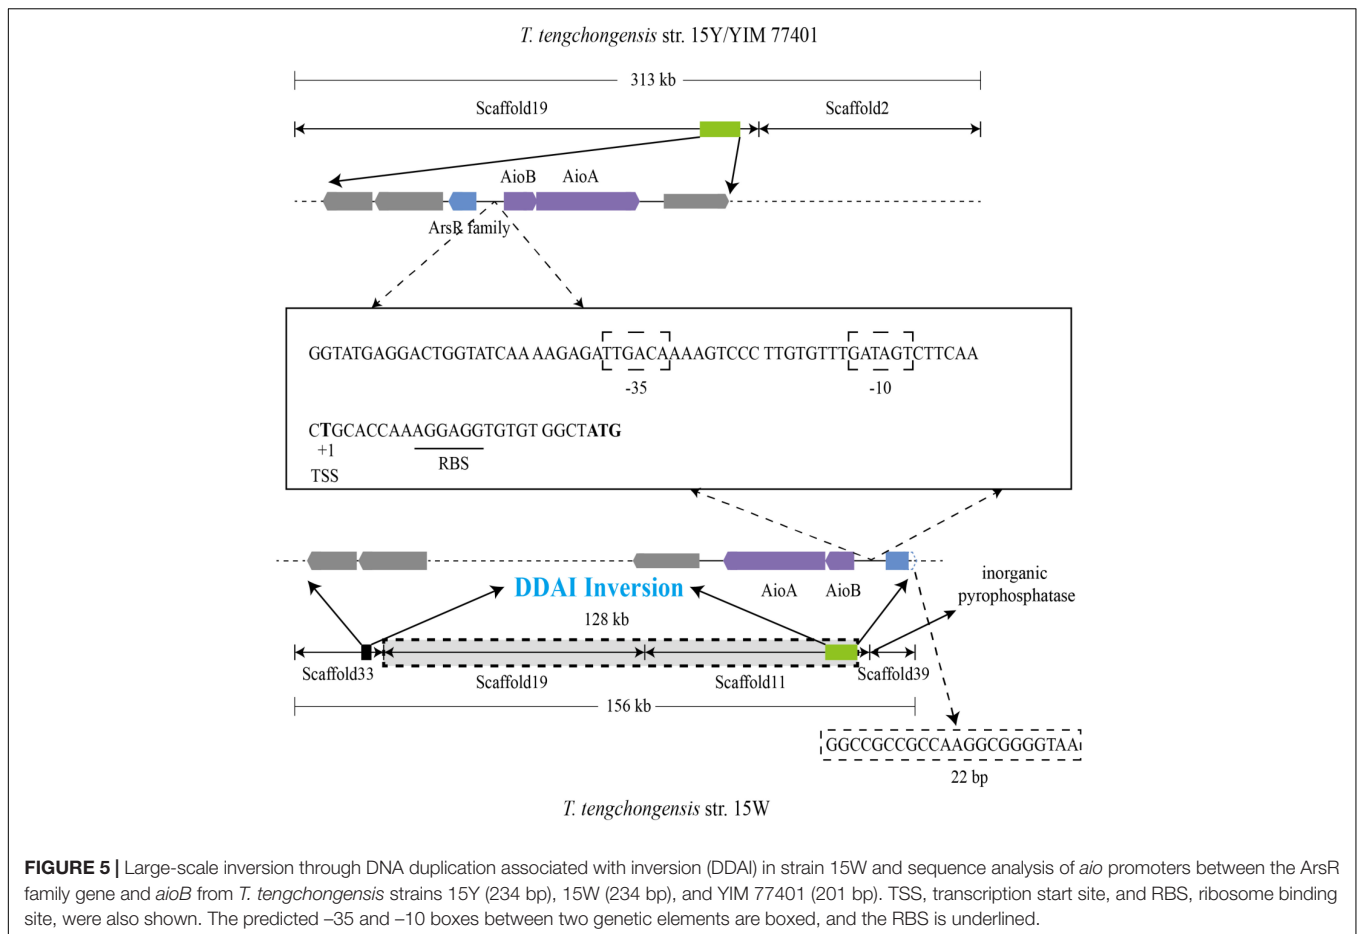 T. tengchongensis str. 15Y/YIM 77401
313 kb
Scaffold19
Scaffold2
AioB
AioA
ArsR family
GGTATGAGGACTGGTATCAA AAGAGATTGACAAAAGTCCC TTGTGTTTGATAGTCTTCAA
-35
-10
CTGCACCAAAGGAGGTGTGT GGCTATG
+1
RBS
TSS
inorganic
pyrophosphatase
DDAI Inversion
AioA
AioB
128 kb
Scaffold33
Scaffold19
Scaffold11
Scaffold39
156 kb
GGCCGCCGCCAAGGCGGGGTAA
22 bp
T. tengchongensis str. 15W
FIGURE 5 | Large-scale inversion through DNA duplication associated with inversion (DDAI) in strain 15W and sequence analysis of aio promoters between the ArsR
family gene and aioB from T. tengchongensis strains 15Y (234 bp), 15W (234 bp), and YIM 77401 (201 bp). TSS, transcription start site, and RBS, ribosome binding
site, were also shown. The predicted –35 and –10 boxes between two genetic elements are boxed, and the RBS is underlined.